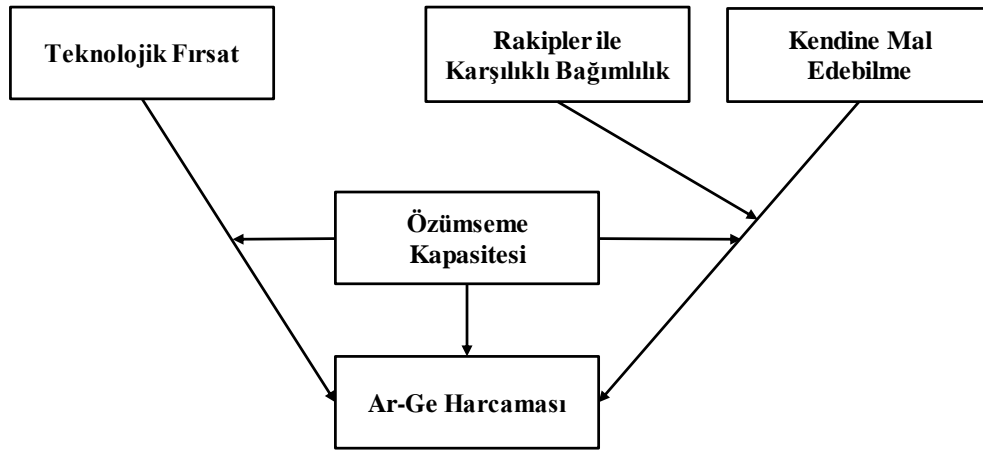 Teknolojik Fırsat
Rakipler ile
Karşılıklı Bağımlılık
Kendine Mal
Edebilme
Özümseme
Kapasitesi
Ar-Ge Harcaması